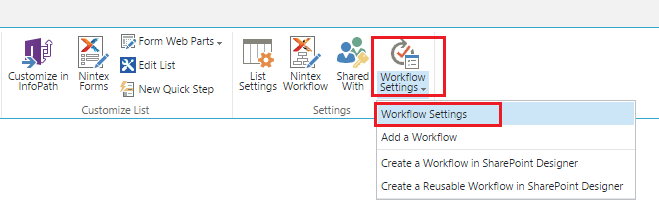 Customize in
InfoPath
Nintex
Forms
Form Web Parts
Edit List
New Quick Step
Customize List
List
Settings
Nintex
Workflow
Shared
With
Workflow
Settings
Settings
Workflow Settings
Add a Workflow
Create a Workflow in SharePoint Designer
Create a Reusable Workflow in SharePoint Designer